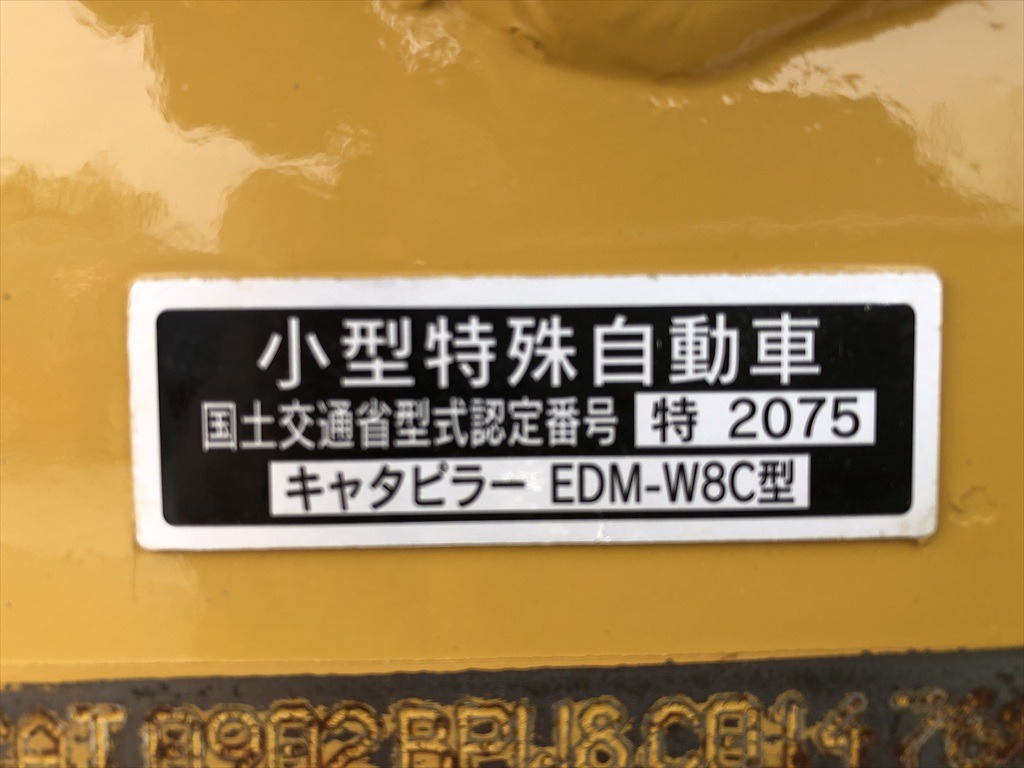 小型特殊自動車
国土交通省型式認定番号 特 2075
キャタピラー EDM-W8C型